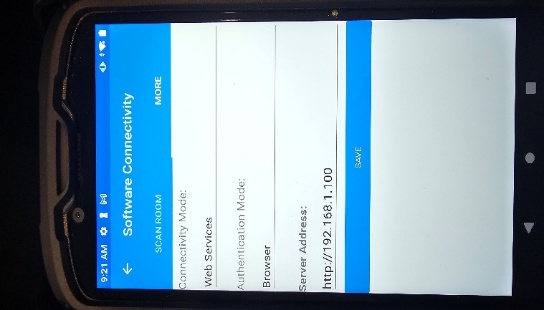 9:21 AM
Software Connectivity
SCAN ROOM
MORE
Connectivity Mode:
Web Services
Authentication Mode:
Browser
Server Address:
http://192.168.1.100
SAVE